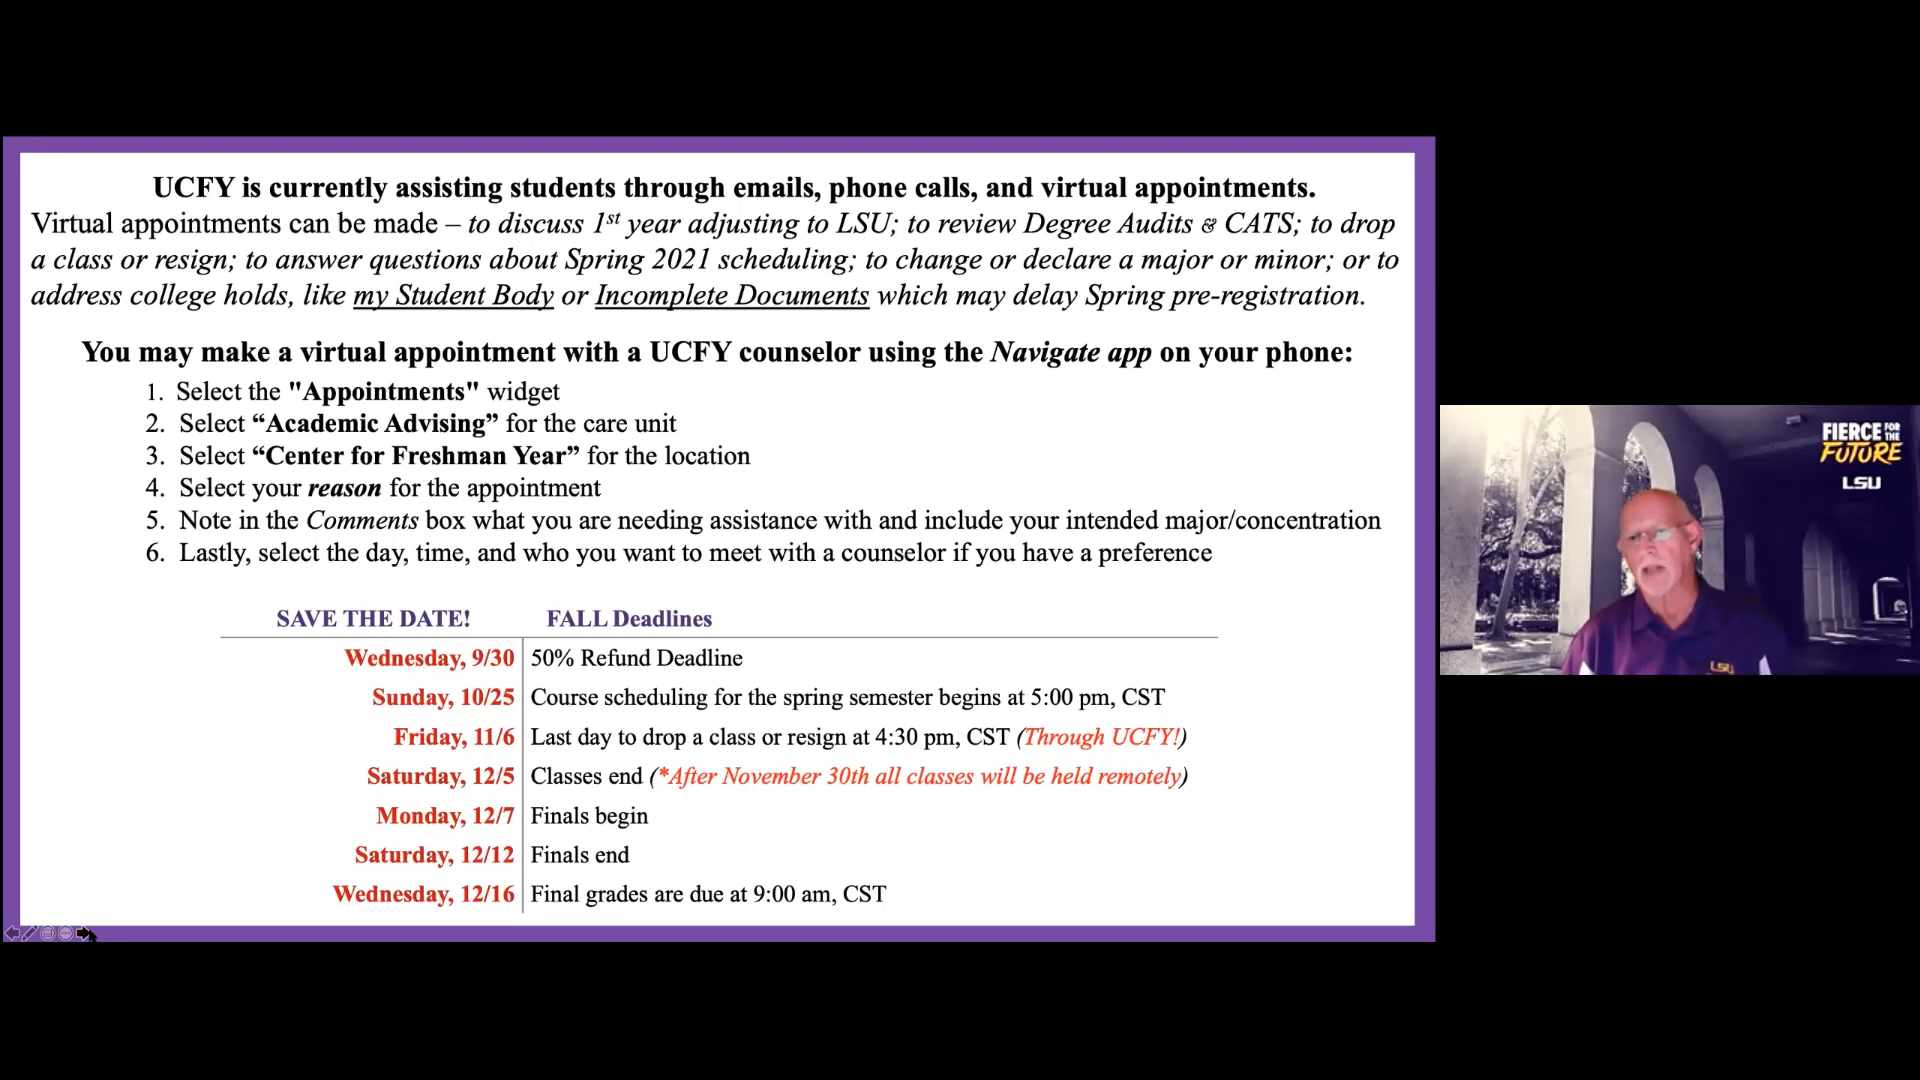 UCFY is currently assisting students through emails, phone calls, and virtual appointments.
Virtual appointments can be made – to discuss 1st year adjusting to LSU; to review Degree Audits & CATS; to drop
a class or resign; to answer questions about Spring 2021 scheduling; to change or declare a major or minor; or to
address college holds, like my Student Body or Incomplete Documents which may delay Spring pre-registration.
You may make a virtual appointment with a UCFY counselor using the Navigate app on your phone:
1. Select the "Appointments" widget
2. Select “Academic Advising” for the care unit
3. Select “Center for Freshman Year” for the location
4. Select your reason for the appointment
5. Note in the Comments box what you are needing assistance with and include your intended major/concentration
6. Lastly, select the day, time, and who you want to meet with a counselor if you have a preference
SAVE THE DATE! FALL Deadlines
Wednesday, 9/30 50% Refund Deadline
Sunday, 10/25 Course scheduling for the spring semester begins at 5:00 pm, CST
Friday, 11/6 Last day to drop a class or resign at 4:30 pm, CST (Through UCFY!)
Saturday, 12/5 Classes end (*After November 30th all classes will be held remotely)
Monday, 12/7 Finals begin
Saturday, 12/12 Finals end
Wednesday, 12/16 Final grades are due at 9:00 am, CST
FIERCE FOR THE
FUTURE
LSU
LSU